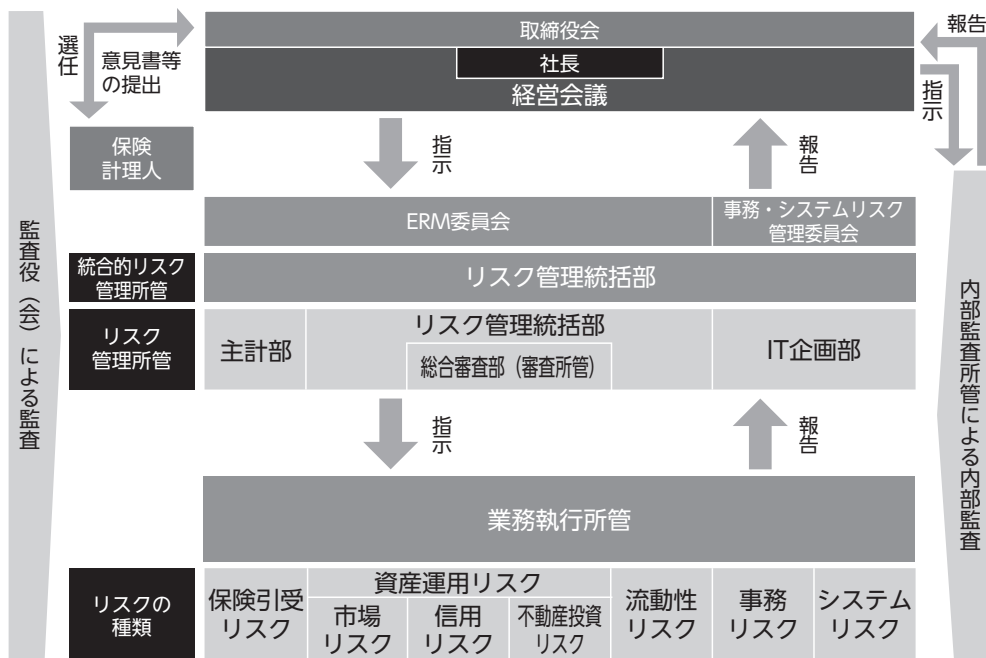 取締役会
社長
経営会議
選任
意見書等
の提出
報告
指示
保険
計理人
指示
報告
ERM委員会
事務・システムリスク
管理委員会
統合的リスク
管理所管
リスク管理統括部
リスク
管理所管
主計部
リスク管理統括部
総合審査部（審査所管）
IT企画部
指示
報告
業務執行所管
リスクの
種類
保険引受
リスク
資産運用リスク
市場
リスク
信用
リスク
不動産投資
リスク
流動性
リスク
事務
リスク
システム
リスク
監査役（会）による監査
内部監査所管による内部監査